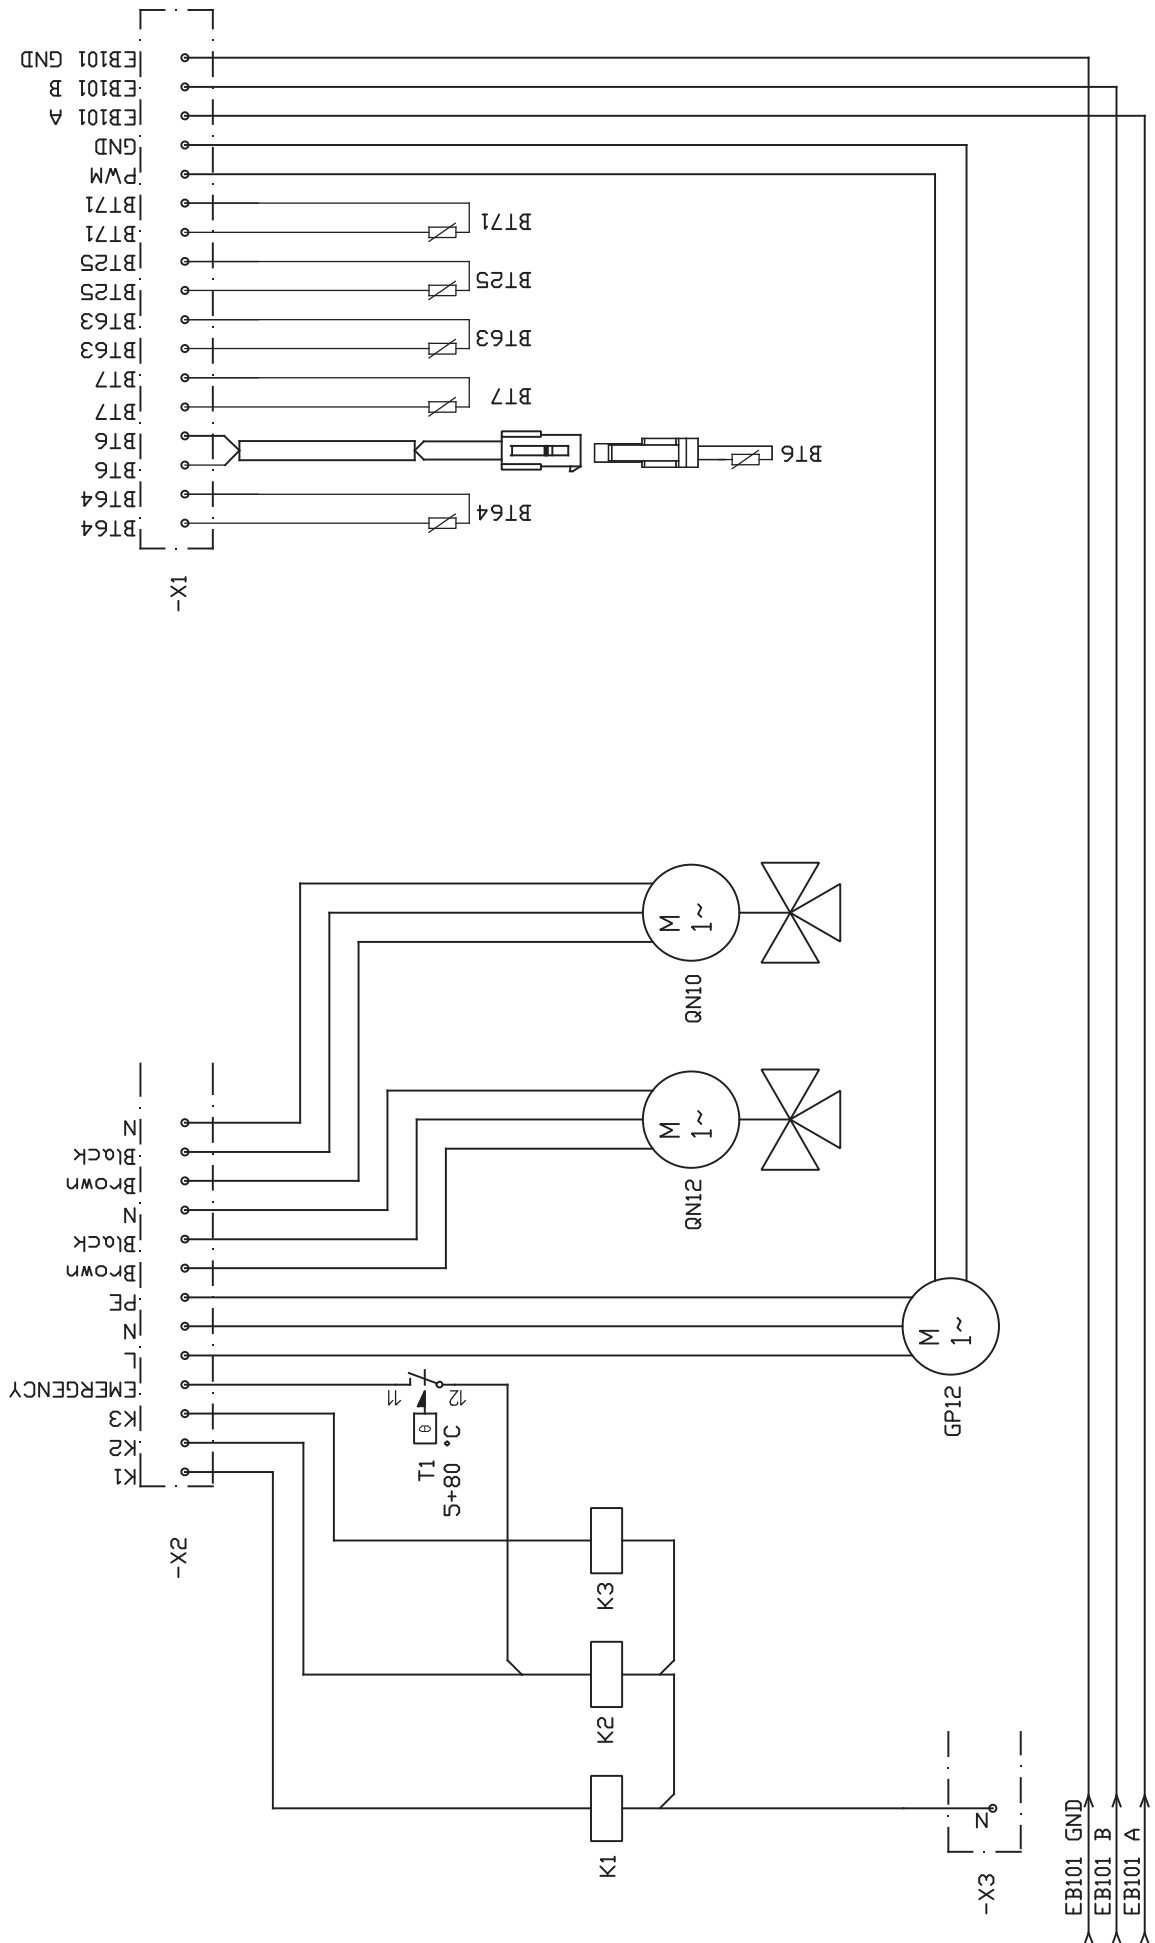 EB101 GND
EB101 B
EB101 A
GND
PWM
BT71
BT71
BT71
BT25
BT25
BT25
BT63
BT63
BT63
BT7
BT7
BT7
BT6
BT6
BT6
BT64
BT64
BT64
-X1
M
1~
QN10
N
Black
Brown
N
Black
Brown
M
1~
QN12
PE
N
L
EMERGENCY
K3
K2
K1
11
12
θ
T1
5+80 °C
M
1~
GP12
-X2
K3
K2
K1
N
-X3
EB101 GND
EB101 B
EB101 A